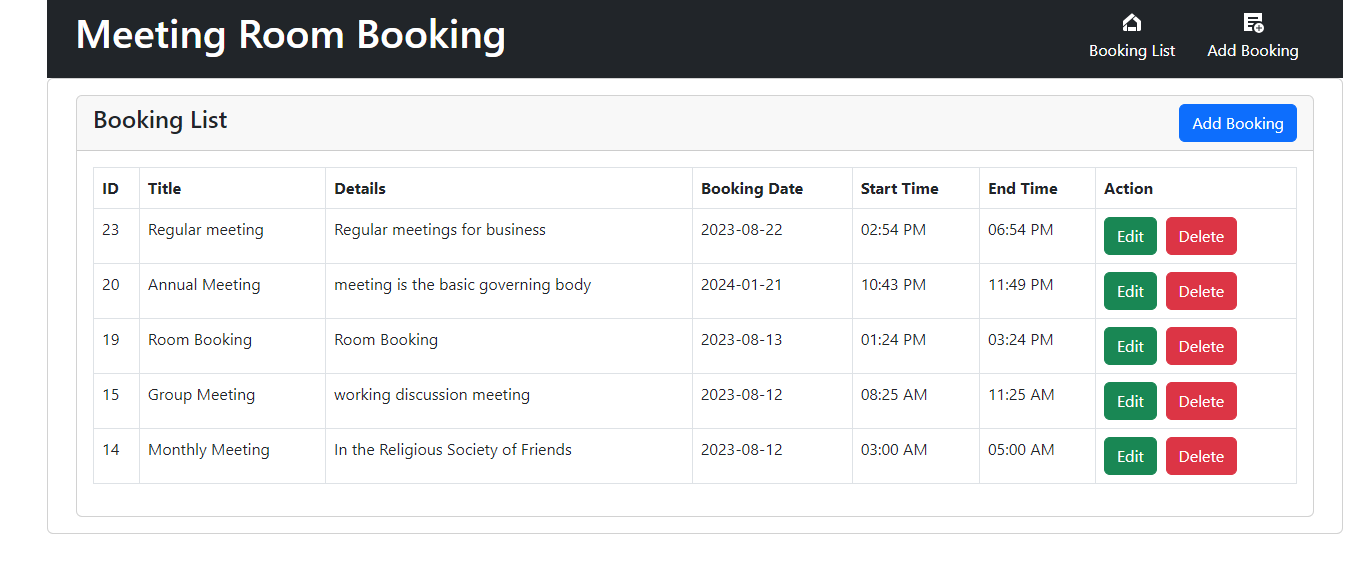 Meeting Room Booking
Booking List Add Booking
Booking List Add Booking
ID Title Details Booking Date Start Time End Time Action
23 Regular meeting Regular meetings for business 2023-08-22 02:54 PM 06:54 PM Edit Delete
20 Annual Meeting meeting is the basic governing body 2024-01-21 10:43 PM 11:49 PM Edit Delete
19 Room Booking Room Booking 2023-08-13 01:24 PM 03:24 PM Edit Delete
15 Group Meeting working discussion meeting 2023-08-12 08:25 AM 11:25 AM Edit Delete
14 Monthly Meeting In the Religious Society of Friends 2023-08-12 03:00 AM 05:00 AM Edit Delete